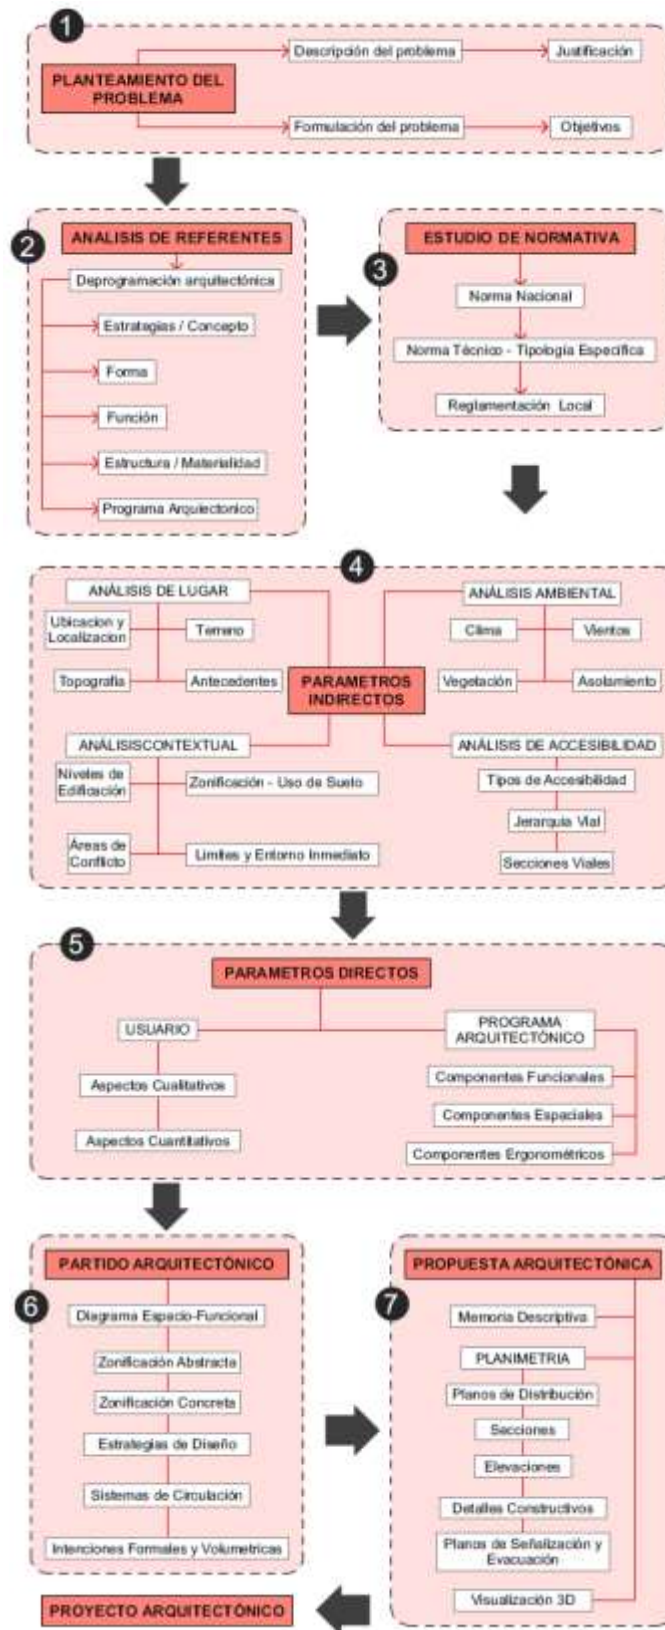 1
PLANTEAMIENTO DEL
PROBLEMA
Descripción del problema
Justificación
Formulación del problema
Objetivos
2
ANALISIS DE REFERENTES
Deprogramación arquitectónica
Estrategias / Concepto
Forma
Función
Estructura / Materialidad
Programa Arquiectonico
3
ESTUDIO DE NORMATIVA
Norma Nacional
Norma Técnico - Tipología Específica
Reglamentación Local
4
PARAMETROS
INDIRECTOS
ANÁLISIS DE LUGAR
Ubicacion y
Localizacion
Terreno
Topografía
Antecedentes
ANÁLISIS AMBIENTAL
Clima
Vientos
Vegetación
Asolamiento
ANÁLISISCONTEXTUAL
Niveles de
Edificación
Zonificación - Uso de Suelo
Áreas de
Conflicto
Limites y Entorno Inmediato
ANÁLISIS DE ACCESIBILIDAD
Tipos de Accesibilidad
Jerarquía Vial
Secciones Viales
5
PARAMETROS DIRECTOS
USUARIO
Aspectos Cualitativos
Aspectos Cuantitativos
PROGRAMA
ARQUITECTÓNICO
Componentes Funcionales
Componentes Espaciales
Componentes Ergonométricos
6
PARTIDO ARQUITECTÓNICO
Diagrama Espacio-Funcional
Zonificación Abstracta
Zonificación Concreta
Estrategias de Diseño
Sistemas de Circulación
Intenciones Formales y Volumetricas
7
PROPUESTA ARQUITECTÓNICA
Memoria Descriptiva
PLANIMETRIA
Planos de Distribución
Secciones
Elevaciones
Detalles Constructivos
Planos de Señalización y
Evacuación
Visualización 3D
PROYECTO ARQUITECTÓNICO